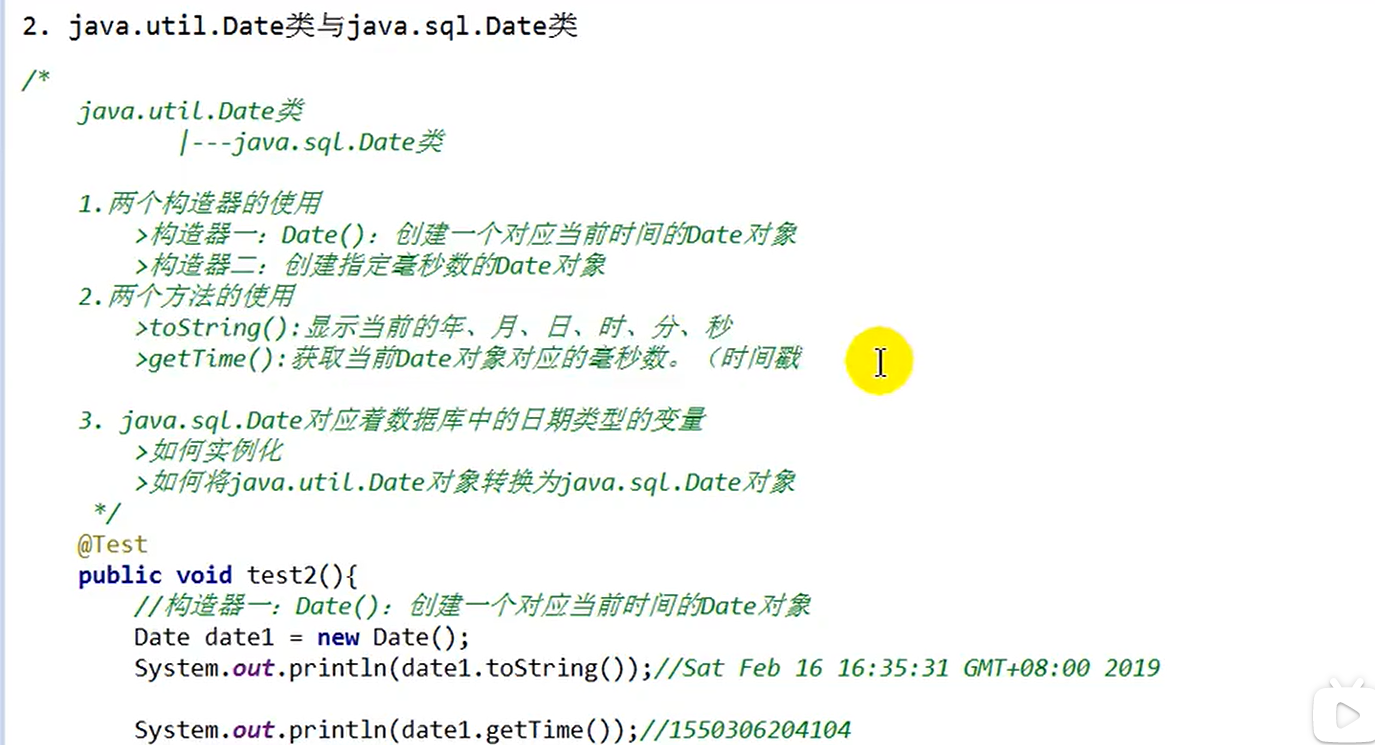 2. java.util.Date类与java.sql.Date类
/*
java.util.Date类
|---java.sql.Date类
1.两个构造器的使用
>构造器一：Date()：创建一个对应当前时间的Date对象
>构造器二：创建指定毫秒数的Date对象
2.两个方法的使用
>toString():显示当前的年、月、日、时、分、秒
>getTime():获取当前Date对象对应的毫秒数。（时间戳
3. java.sql.Date对应着数据库中的日期类型的变量
>如何实例化
>如何将java.util.Date对象转换为java.sql.Date对象
*/
@Test
public void test2(){
//构造器一：Date()：创建一个对应当前时间的Date对象
Date date1 = new Date();
System.out.println(date1.toString());//Sat Feb 16 16:35:31 GMT+08:00 2019
System.out.println(date1.getTime());//1550306204104